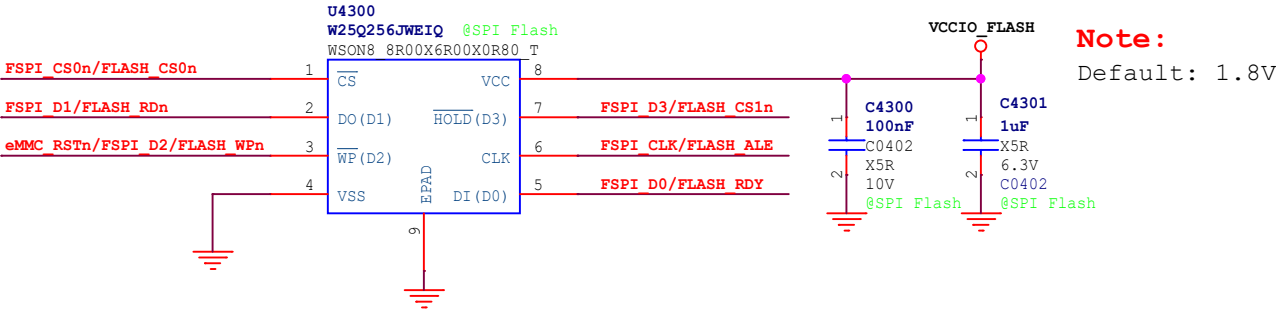 U4300
W25Q256JWEIQ @SPI Flash
WSON8_8R00X6R00X0R80_T
VCCIO_FLASH
Note:
Default: 1.8V
FSPI_CS0n/FLASH_CS0n 1 CS VCC 8
FSPI_D1/FLASH_RDn 2 DO(D1) HOLD(D3) 7 FSPI_D3/FLASH_CS1n
eMMC_RSTn/FSPI_D2/FLASH_WPn 3 WP(D2) CLK 6 FSPI_CLK/FLASH_ALE
4 VSS EPAD DI(D0) 5 FSPI_D0/FLASH_RDY
9
C4300
100nF
C0402
X5R
10V
@SPI Flash
1
2
C4301
1uF
X5R
6.3V
C0402
@SPI Flash
1
2